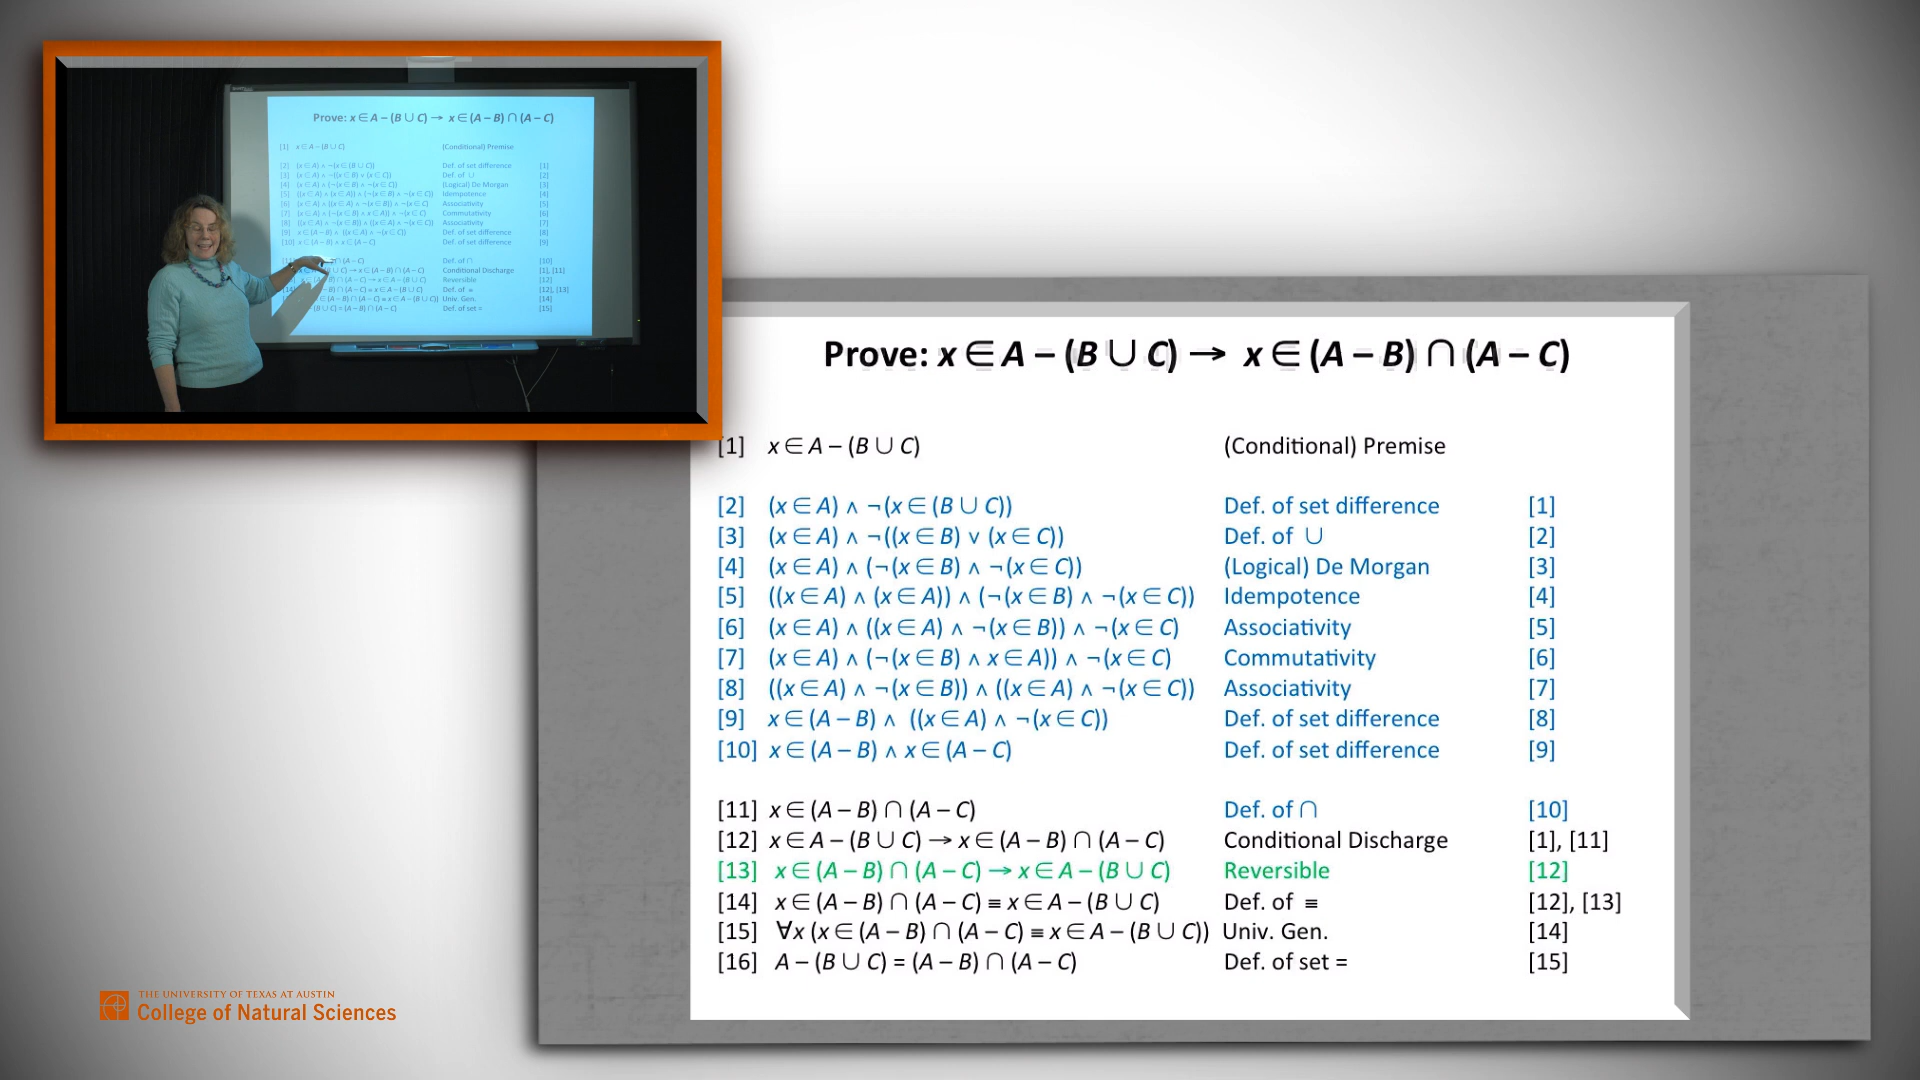 Prove: x ∈ A – (B ∪ C) → x ∈ (A – B) ∩ (A – C)
[1] x ∈ A – (B ∪ C) (Conditional) Premise
[2] (x ∈ A) ∧ ¬(x ∈ (B ∪ C)) Def. of set difference [1]
[3] (x ∈ A) ∧ ¬((x ∈ B) ∨ (x ∈ C)) Def. of ∪ [2]
[4] (x ∈ A) ∧ (¬(x ∈ B) ∧ ¬(x ∈ C)) (Logical) De Morgan [3]
[5] ((x ∈ A) ∧ (x ∈ A)) ∧ (¬(x ∈ B) ∧ ¬(x ∈ C)) Idempotence [4]
[6] (x ∈ A) ∧ ((x ∈ A) ∧ ¬(x ∈ B)) ∧ ¬(x ∈ C) Associativity [5]
[7] (x ∈ A) ∧ (¬(x ∈ B) ∧ x ∈ A)) ∧ ¬(x ∈ C) Commutativity [6]
[8] ((x ∈ A) ∧ ¬(x ∈ B)) ∧ ((x ∈ A) ∧ ¬(x ∈ C)) Associativity [7]
[9] x ∈ (A – B) ∧ ((x ∈ A) ∧ ¬(x ∈ C)) Def. of set difference [8]
[10] x ∈ (A – B) ∧ x ∈ (A – C) Def. of set difference [9]
[11] x ∈ (A – B) ∩ (A – C) Def. of ∩ [10]
[12] x ∈ A – (B ∪ C) → x ∈ (A – B) ∩ (A – C) Conditional Discharge [1], [11]
[13] x ∈ (A – B) ∩ (A – C) → x ∈ A – (B ∪ C) Reversible [12]
[14] x ∈ (A – B) ∩ (A – C) ≡ x ∈ A – (B ∪ C) Def. of ≡ [12], [13]
[15] ∀x (x ∈ (A – B) ∩ (A – C) ≡ x ∈ A – (B ∪ C)) Univ. Gen. [14]
[16] A – (B ∪ C) = (A – B) ∩ (A – C) Def. of set = [15]
THE UNIVERSITY OF TEXAS AT AUSTIN
College of Natural Sciences